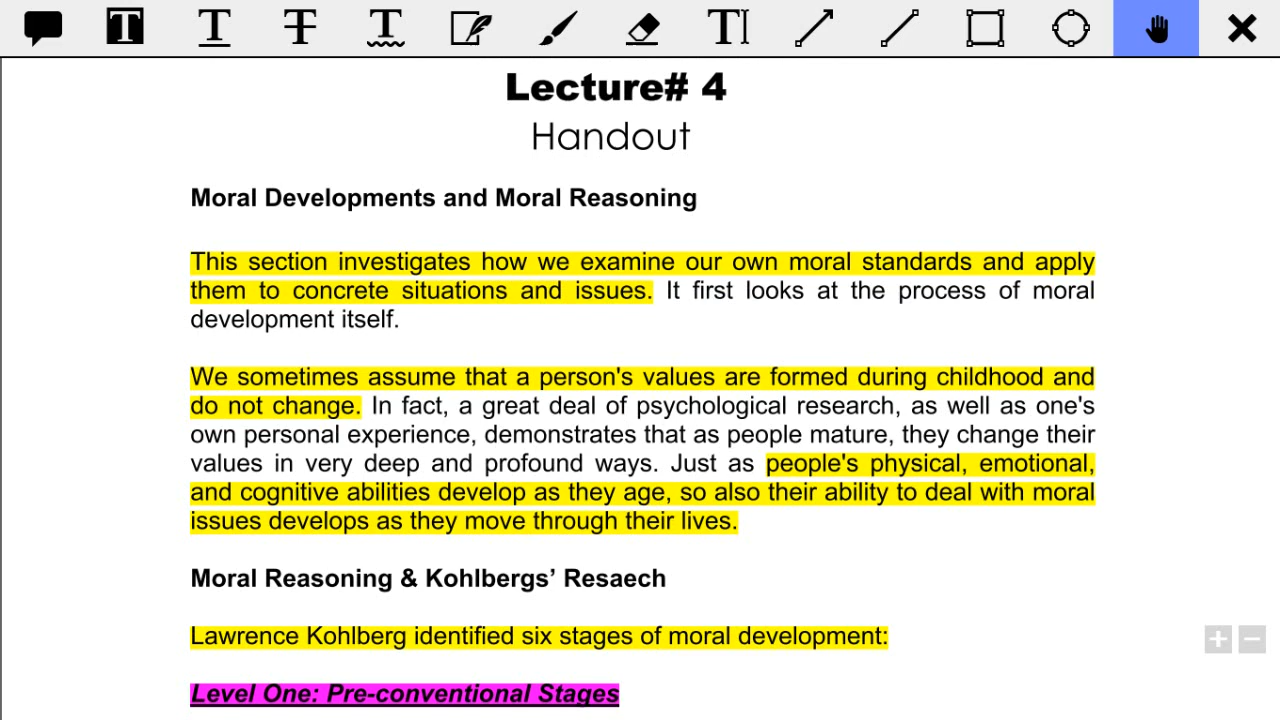 Lecture# 4
Handout
Moral Developments and Moral Reasoning
This section investigates how we examine our own moral standards and apply
them to concrete situations and issues. It first looks at the process of moral
development itself.
We sometimes assume that a person's values are formed during childhood and
do not change. In fact, a great deal of psychological research, as well as one's
own personal experience, demonstrates that as people mature, they change their
values in very deep and profound ways. Just as people's physical, emotional,
and cognitive abilities develop as they age, so also their ability to deal with moral
issues develops as they move through their lives.
Moral Reasoning & Kohlbergs’ Resaech
Lawrence Kohlberg identified six stages of moral development:
Level One: Pre-conventional Stages